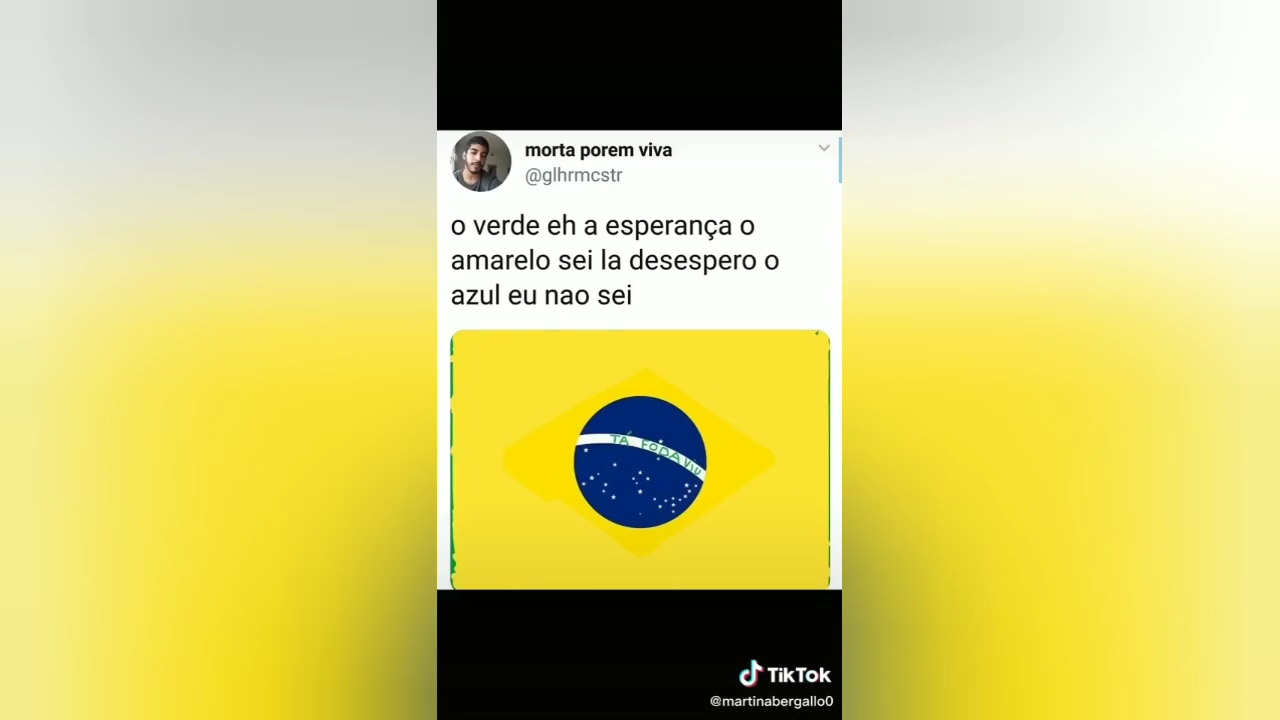 morta porem viva
@glhrmcstr
o verde eh a esperança o
amarelo sei la desespero o
azul eu nao sei
TÁ FODA VIU
TikTok
@martinabergallo0